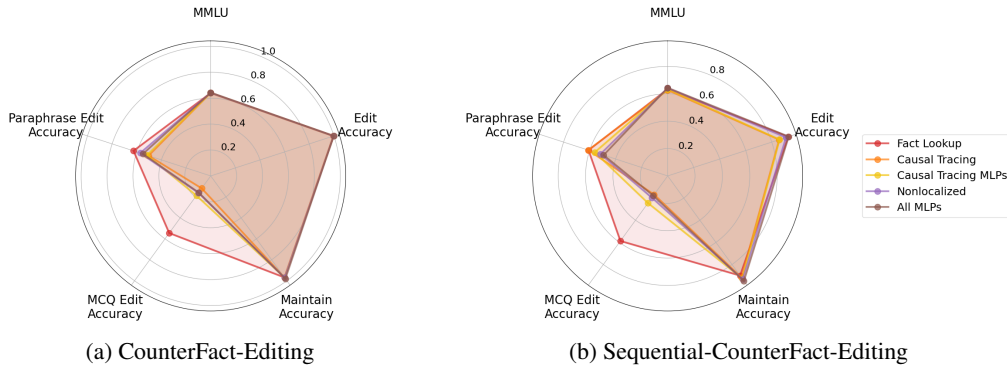 MMLU
1.0
0.8
0.6
0.4
0.2
Paraphrase Edit
Accuracy
Edit
Accuracy
MCQ Edit
Accuracy
Maintain
Accuracy
(a) CounterFact-Editing
MMLU
0.8
0.6
0.4
0.2
Paraphrase Edit
Accuracy
Edit
Accuracy
MCQ Edit
Accuracy
Maintain
Accuracy
(b) Sequential-CounterFact-Editing
Fact Lookup
Causal Tracing
Causal Tracing MLPs
Nonlocalized
All MLPs